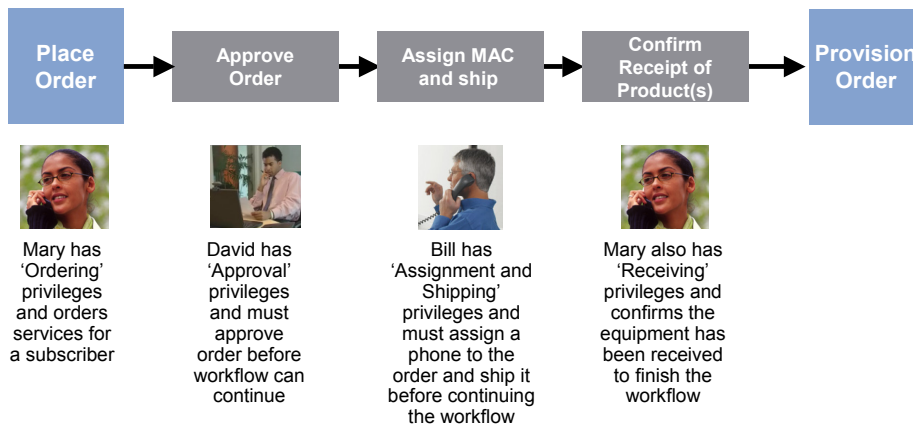 Place
Order
Approve
Order
Assign MAC
and ship
Confirm
Receipt of
Product(s)
Provision
Order
Mary has
‘Ordering’
privileges
and orders
services for
a subscriber
David has
‘Approval’
privileges
and must
approve
order before
workflow can
continue
Bill has
‘Assignment and
Shipping’
privileges and
must assign a
phone to the
order and ship it
before continuing
the workflow
Mary also has
‘Receiving’
privileges and
confirms the
equipment has
been received
to finish the
workflow